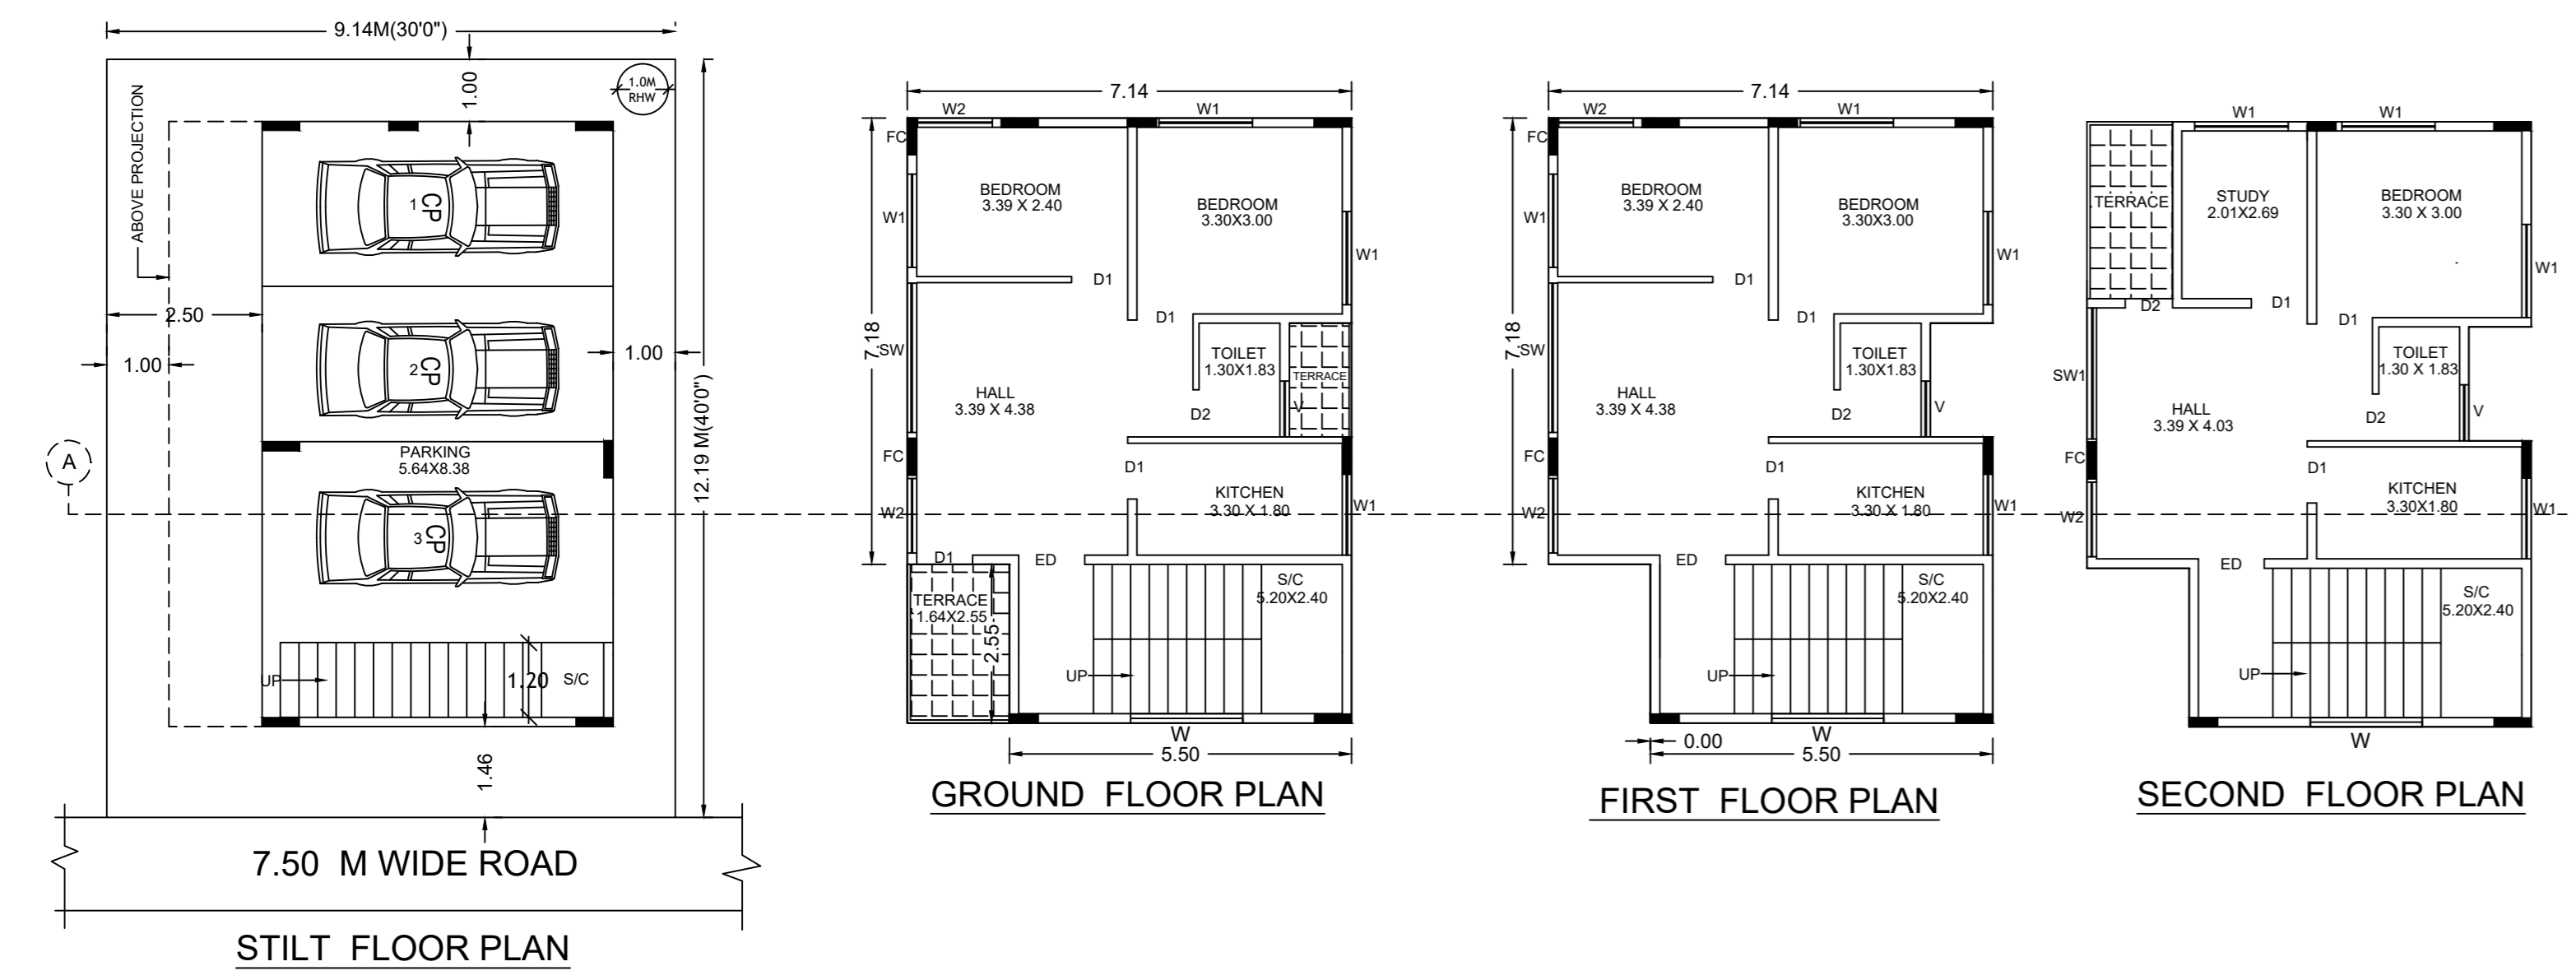 9.14M(30'0")
1.00
1.0M
RHW
ABOVE PROJECTION
1
CP
2.50
1.00
1.00
2
CP
12.19 M(40'0")
A
PARKING
5.64X8.38
3
CP
UP
1.20
S/C
1.46
7.50 M WIDE ROAD
STILT FLOOR PLAN
7.14
W2
W1
FC
BEDROOM
3.39 X 2.40
BEDROOM
3.30X3.00
W1
W1
D1
D1
7.18
SW
TOILET
1.30X1.83
TERRACE
HALL
3.39 X 4.38
D2
V
FC
D1
KITCHEN
3.30 X 1.80
W2
W1
D1
ED
S/C
5.20X2.40
TERRACE
1.64X2.55
2.55
UP
W
5.50
GROUND FLOOR PLAN
7.14
W2
W1
FC
BEDROOM
3.39 X 2.40
BEDROOM
3.30X3.00
W1
W1
D1
D1
7.18
SW
TOILET
1.30X1.83
HALL
3.39 X 4.38
D2
V
FC
D1
KITCHEN
3.30 X 1.80
W2
W1
ED
S/C
5.20X2.40
UP
W
0.00
5.50
FIRST FLOOR PLAN
W1
W1
TERRACE
STUDY
2.01X2.69
BEDROOM
3.30 X 3.00
W1
D2
D1
D1
TOILET
1.30 X 1.83
SW1
HALL
3.39 X 4.03
D2
V
FC
D1
KITCHEN
3.30X1.80
W2
W1
ED
S/C
5.20X2.40
UP
W
SECOND FLOOR PLAN